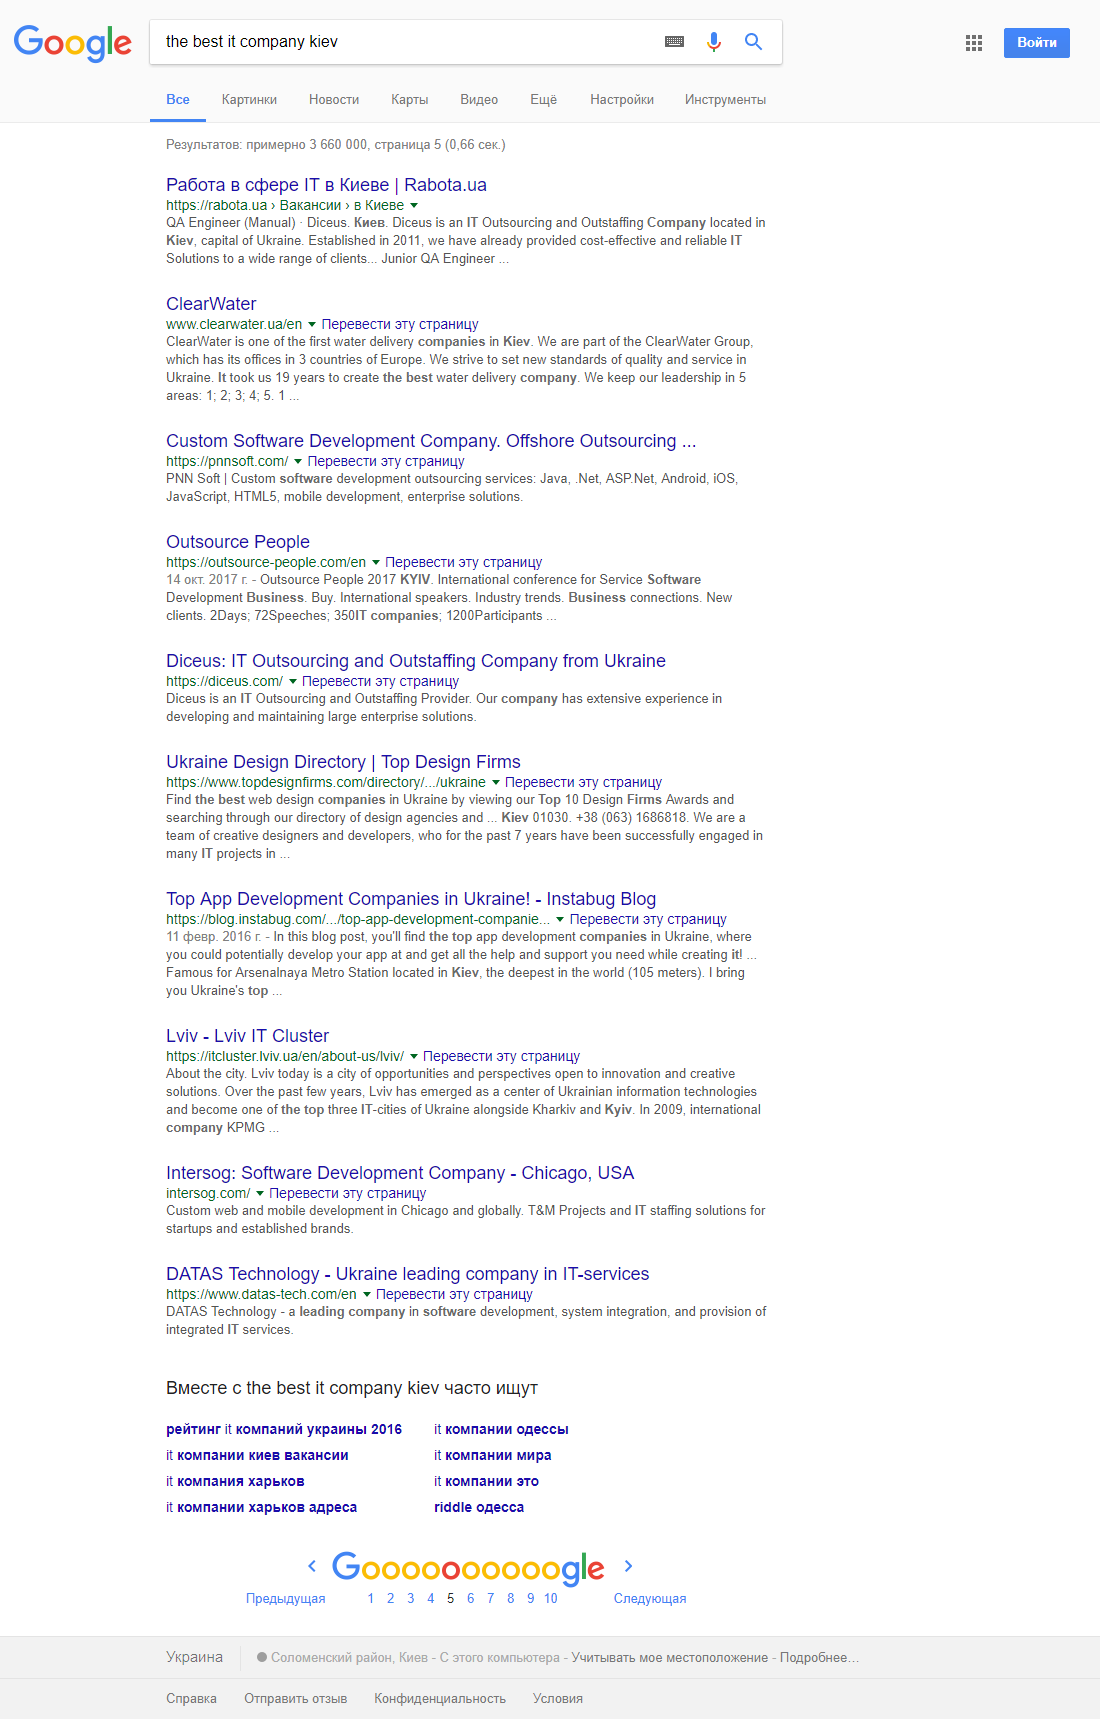 Google
the best it company kiev
Войти
Все Картинки Новости Карты Видео Ещё Настройки Инструменты
Результатов: примерно 3 660 000, страница 5 (0,66 сек.)
Работа в сфере IT в Киеве | Rabota.ua
https://rabota.ua › Вакансии › в Киеве
QA Engineer (Manual) · Diceus. Киев. Diceus is an IT Outsourcing and Outstaffing Company located in
Kiev, capital of Ukraine. Established in 2011, we have already provided cost-effective and reliable IT
Solutions to a wide range of clients... Junior QA Engineer ...
ClearWater
www.clearwater.ua/en Перевести эту страницу
ClearWater is one of the first water delivery companies in Kiev. We are part of the ClearWater Group,
which has its offices in 3 countries of Europe. We strive to set new standards of quality and service in
Ukraine. It took us 19 years to create the best water delivery company. We keep our leadership in 5
areas: 1; 2; 3; 4; 5. 1 ...
Custom Software Development Company. Offshore Outsourcing ...
https://pnnsoft.com/ Перевести эту страницу
PNN Soft | Custom software development outsourcing services: Java, .Net, ASP.Net, Android, iOS,
JavaScript, HTML5, mobile development, enterprise solutions.
Outsource People
https://outsource-people.com/en Перевести эту страницу
14 окт. 2017 г. - Outsource People 2017 KYIV. International conference for Service Software
Development Business. Buy. International speakers. Industry trends. Business connections. New
clients. 2Days; 72Speeches; 350IT companies; 1200Participants ...
Diceus: IT Outsourcing and Outstaffing Company from Ukraine
https://diceus.com/ Перевести эту страницу
Diceus is an IT Outsourcing and Outstaffing Provider. Our company has extensive experience in
developing and maintaining large enterprise solutions.
Ukraine Design Directory | Top Design Firms
https://www.topdesignfirms.com/directory/.../ukraine Перевести эту страницу
Find the best web design companies in Ukraine by viewing our Top 10 Design Firms Awards and
searching through our directory of design agencies and ... Kiev 01030. +38 (063) 1686818. We are a
team of creative designers and developers, who for the past 7 years have been successfully engaged in
many IT projects in ...
Top App Development Companies in Ukraine! - Instabug Blog
https://blog.instabug.com/.../top-app-development-companie... Перевести эту страницу
11 февр. 2016 г. - In this blog post, you'll find the top app development companies in Ukraine, where
you could potentially develop your app at and get all the help and support you need while creating it! ...
Famous for Arsenalnaya Metro Station located in Kiev, the deepest in the world (105 meters). I bring
you Ukraine's top ...
Lviv - Lviv IT Cluster
https://itcluster.lviv.ua/en/about-us/lviv/ Перевести эту страницу
About the city. Lviv today is a city of opportunities and perspectives open to innovation and creative
solutions. Over the past few years, Lviv has emerged as a center of Ukrainian information technologies
and become one of the top three IT-cities of Ukraine alongside Kharkiv and Kyiv. In 2009, international
company KPMG ...
Intersog: Software Development Company - Chicago, USA
intersog.com/ Перевести эту страницу
Custom web and mobile development in Chicago and globally. T&M Projects and IT staffing solutions for
startups and established brands.
DATAS Technology - Ukraine leading company in IT-services
https://www.datas-tech.com/en Перевести эту страницу
DATAS Technology - a leading company in software development, system integration, and provision of
integrated IT services.
Вместе с the best it company kiev часто ищут
рейтинг it компаний украины 2016 it компании одессы
it компании киев вакансии it компании мира
it компания харьков it компании это
it компании харьков адреса riddle одесса
Goooooooooogle
Предыдущая 1 2 3 4 5 6 7 8 9 10 Следующая
Украина Соломенский район, Киев - С этого компьютера - Учитывать мое местоположение - Подробнее…
Справка Отправить отзыв Конфиденциальность Условия